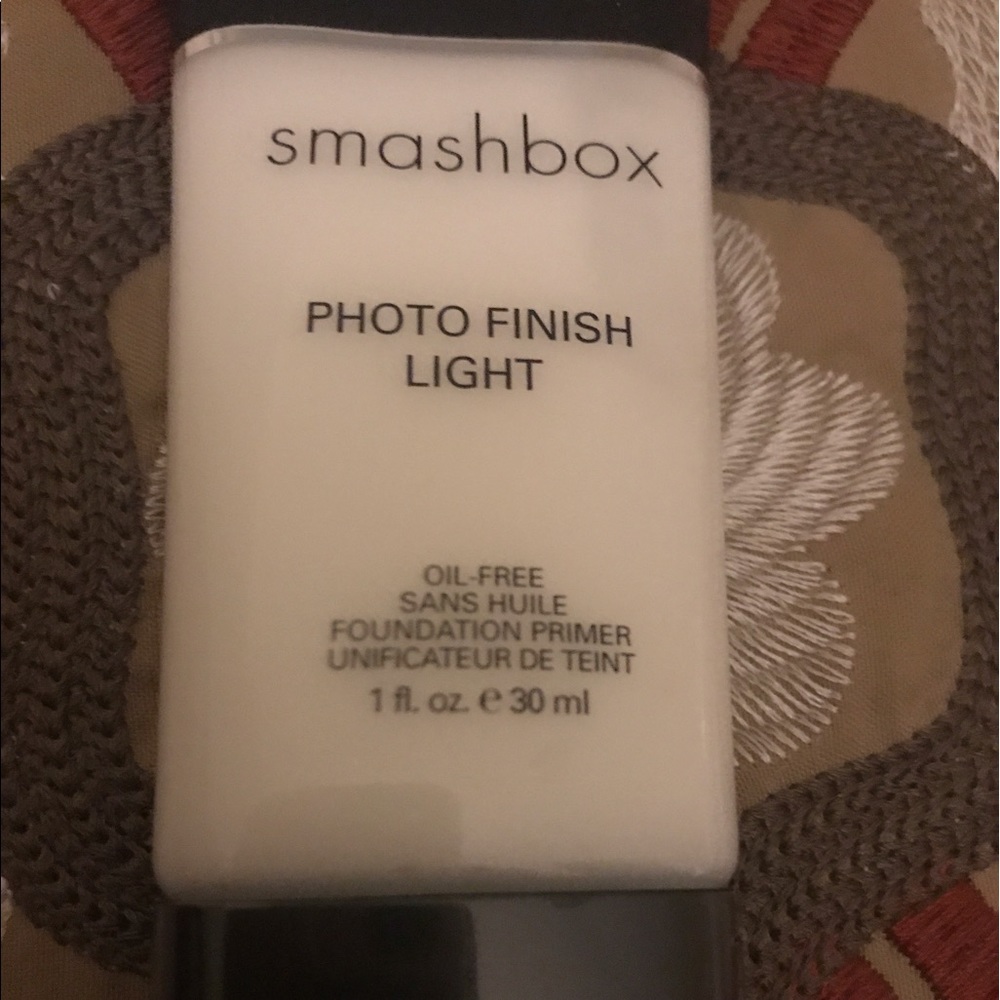 smashbox
PHOTO FINISH
LIGHT
OIL-FREE
SANS HUILE
FOUNDATION PRIMER
UNIFICATEUR DE TEINT
1 fl. oz. ℮ 30 ml